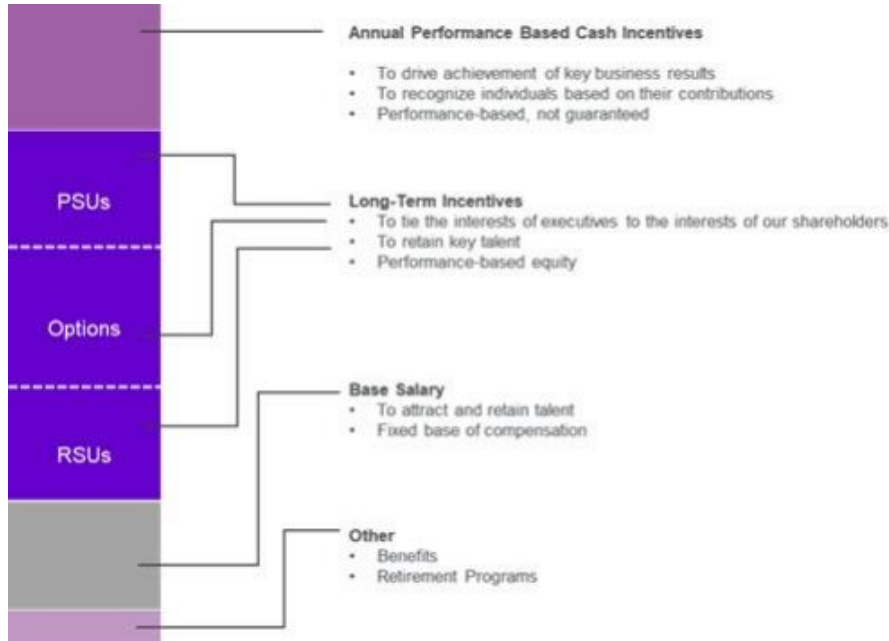 Annual Performance Based Cash Incentives
• To drive achievement of key business results
• To recognize individuals based on their contributions
• Performance-based, not guaranteed
PSUs
Long-Term Incentives
• To tie the interests of executives to the interests of our shareholders
• To retain key talent
• Performance-based equity
Options
Base Salary
• To attract and retain talent
• Fixed base of compensation
RSUs
Other
• Benefits
• Retirement Programs